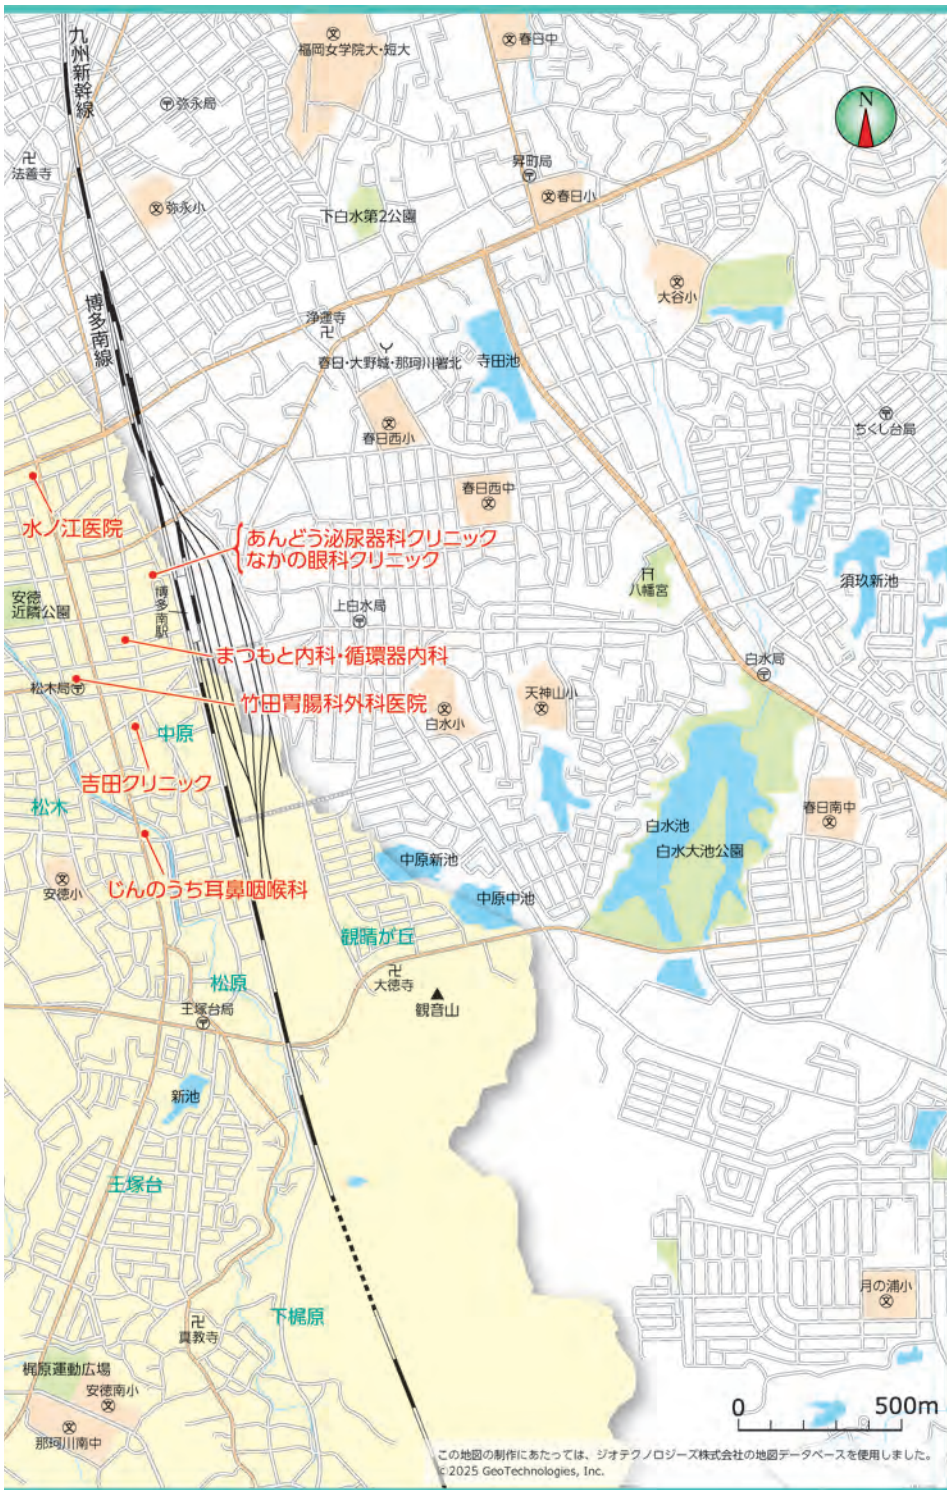 九州新幹線
福岡女学院大・短大
春日中
弥永局
N
法善寺
昇町局
弥永小
春日小
下白水第2公園
大谷小
博多南線
浄運寺
春日・大野城・那珂川署北
寺田池
ちくし台局
春日西小
春日西中
水ノ江医院
あんどう泌尿器科クリニック
なかの眼科クリニック
安徳
近隣公園
博多南駅
上白水局
八幡宮
須玖新池
まつもと内科・循環器内科
白水局
松木局
竹田胃腸科外科医院
天神山小
白水小
中原
吉田クリニック
松木
春日南中
白水池
白水大池公園
中原新池
じんのうち耳鼻咽喉科
安徳小
中原中池
観晴が丘
松原
大徳寺
王塚台局
観音山
新池
王塚台
月の浦小
下梶原
真教寺
梶原運動広場
安徳南小
那珂川南中
0 500m
この地図の制作にあたっては、ジオテクノロジーズ株式会社の地図データベースを使用しました。
©2025 GeoTechnologies, Inc.